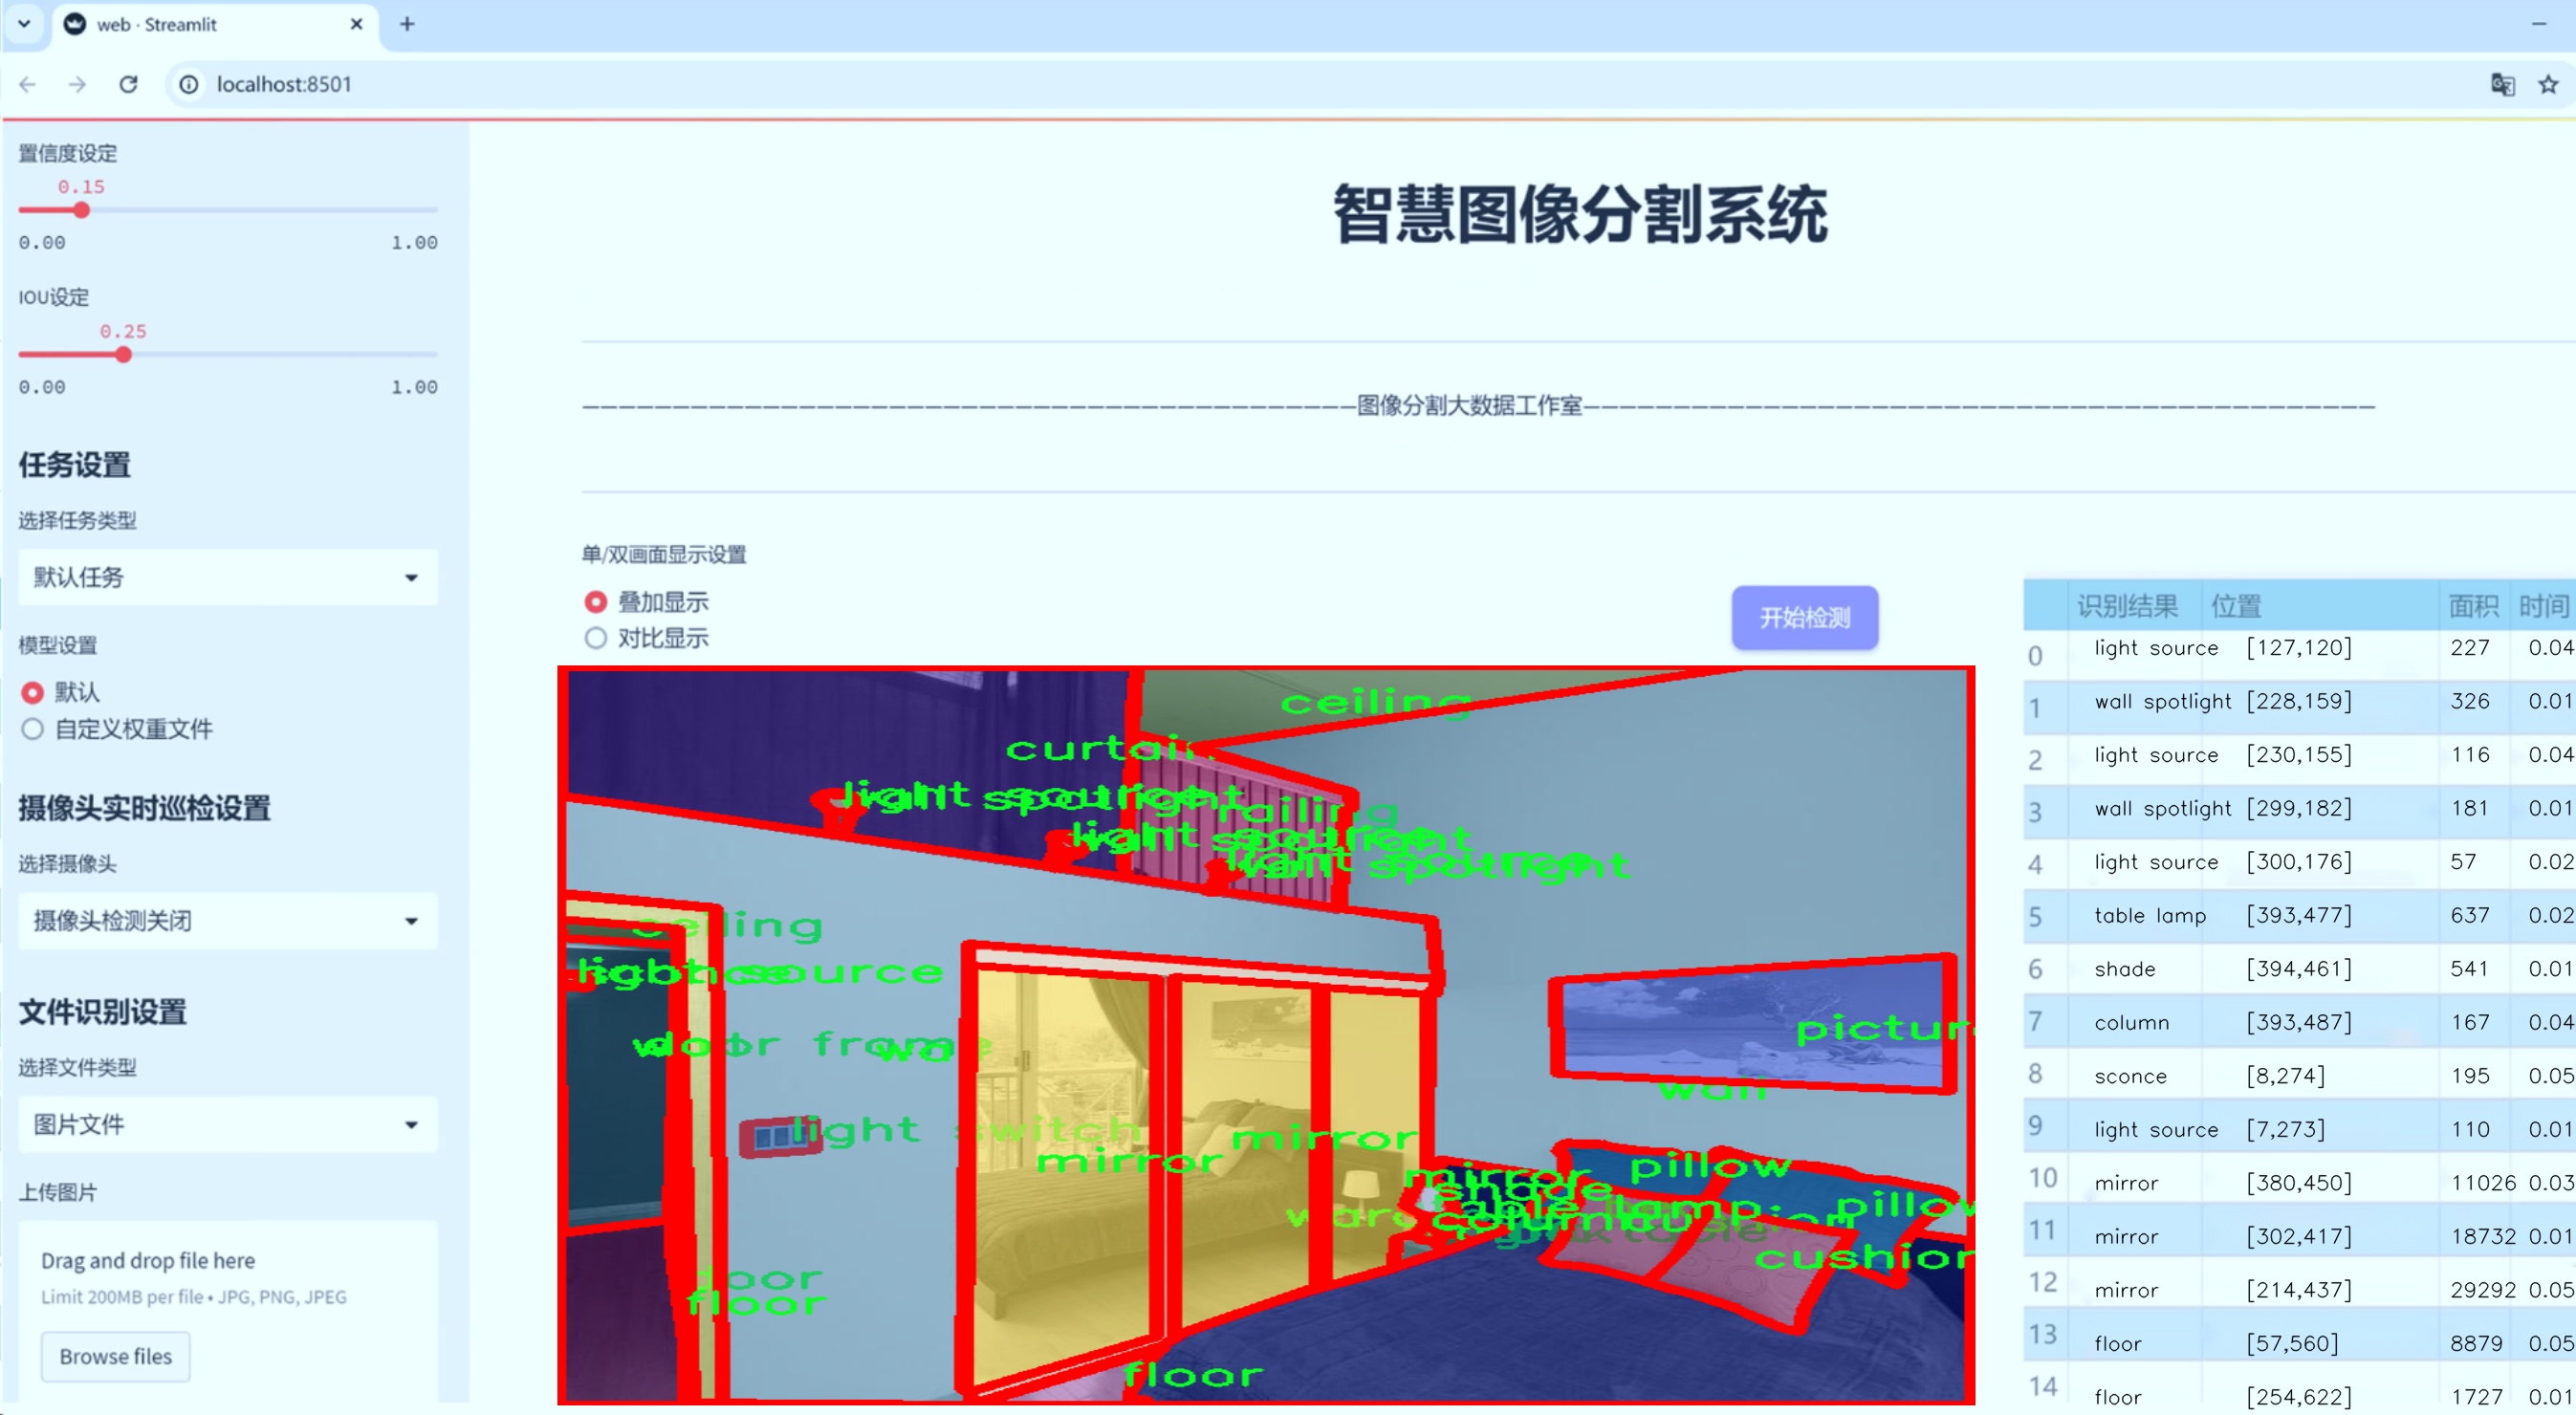 web · Streamlit
localhost:8501
置信度设定
0.15
0.00 1.00
IOU设定
0.25
0.00 1.00
任务设置
选择任务类型
默认任务
模型设置
默认
自定义权重文件
摄像头实时巡检设置
选择摄像头
摄像头检测关闭
文件识别设置
选择文件类型
图片文件
上传图片
Drag and drop file here
Limit 200MB per file • JPG, PNG, JPEG
Browse files
智慧图像分割系统
图像分割大数据工作室
单/双画面显示设置
叠加显示
对比显示
开始检测
ceiling
curtain
light
railing
light
ceiling
light source
door frame
light switch
mirror
mirror
picture
wall
mirror
pillow
shade
table lamp
pillow
column
cushion
door
floor
floor
识别结果 位置 面积 时间
0 light source [127,120] 227 0.04
1 wall spotlight [228,159] 326 0.01
2 light source [230,155] 116 0.04
3 wall spotlight [299,182] 181 0.01
4 light source [300,176] 57 0.02
5 table lamp [393,477] 637 0.02
6 shade [394,461] 541 0.01
7 column [393,487] 167 0.04
8 sconce [8,274] 195 0.05
9 light source [7,273] 110 0.01
10 mirror [380,450] 11026 0.03
11 mirror [302,417] 18732 0.01
12 mirror [214,437] 29292 0.05
13 floor [57,560] 8879 0.05
14 floor [254,622] 1727 0.01